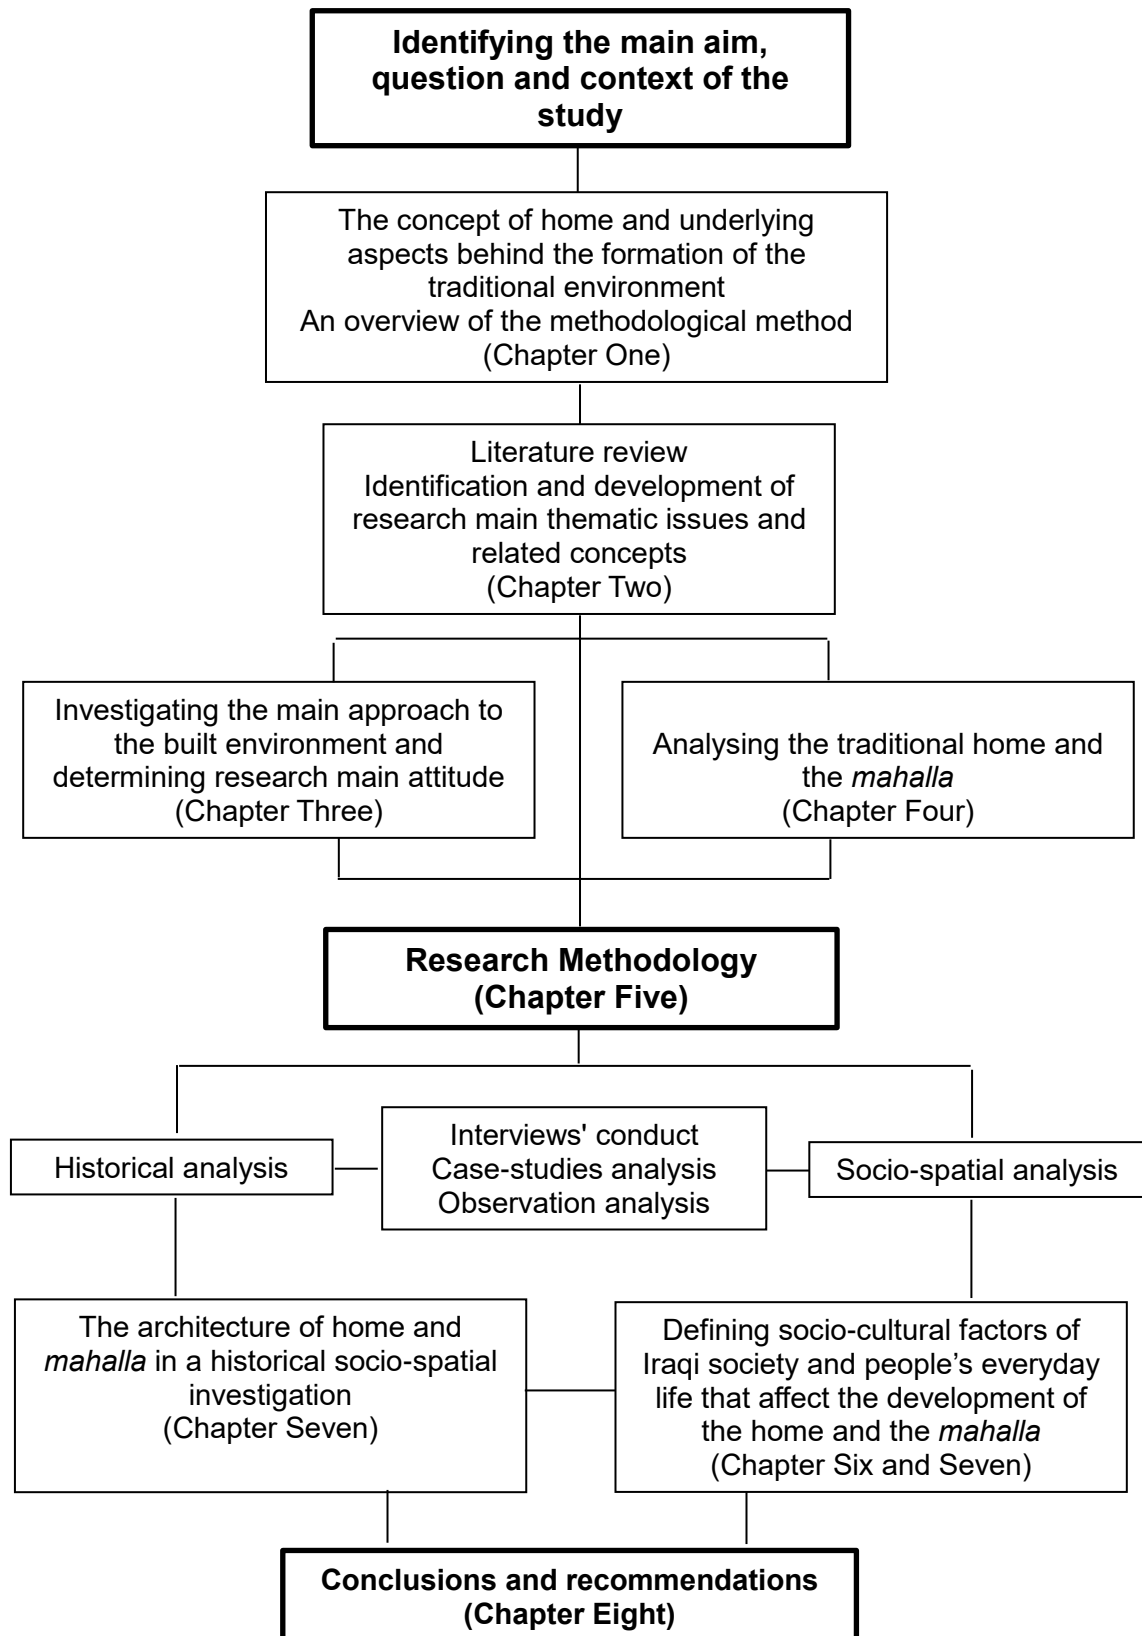 Identifying the main aim,
question and context of the
study
The concept of home and underlying
aspects behind the formation of the
traditional environment
An overview of the methodological method
(Chapter One)
Literature review
Identification and development of
research main thematic issues and
related concepts
(Chapter Two)
Investigating the main approach to
the built environment and
determining research main attitude
(Chapter Three)
Analysing the traditional home and
the mahalla
(Chapter Four)
Research Methodology
(Chapter Five)
Historical analysis
Interviews' conduct
Case-studies analysis
Observation analysis
Socio-spatial analysis
The architecture of home and
mahalla in a historical socio-spatial
investigation
(Chapter Seven)
Defining socio-cultural factors of
Iraqi society and people’s everyday
life that affect the development of
the home and the mahalla
(Chapter Six and Seven)
Conclusions and recommendations
(Chapter Eight)